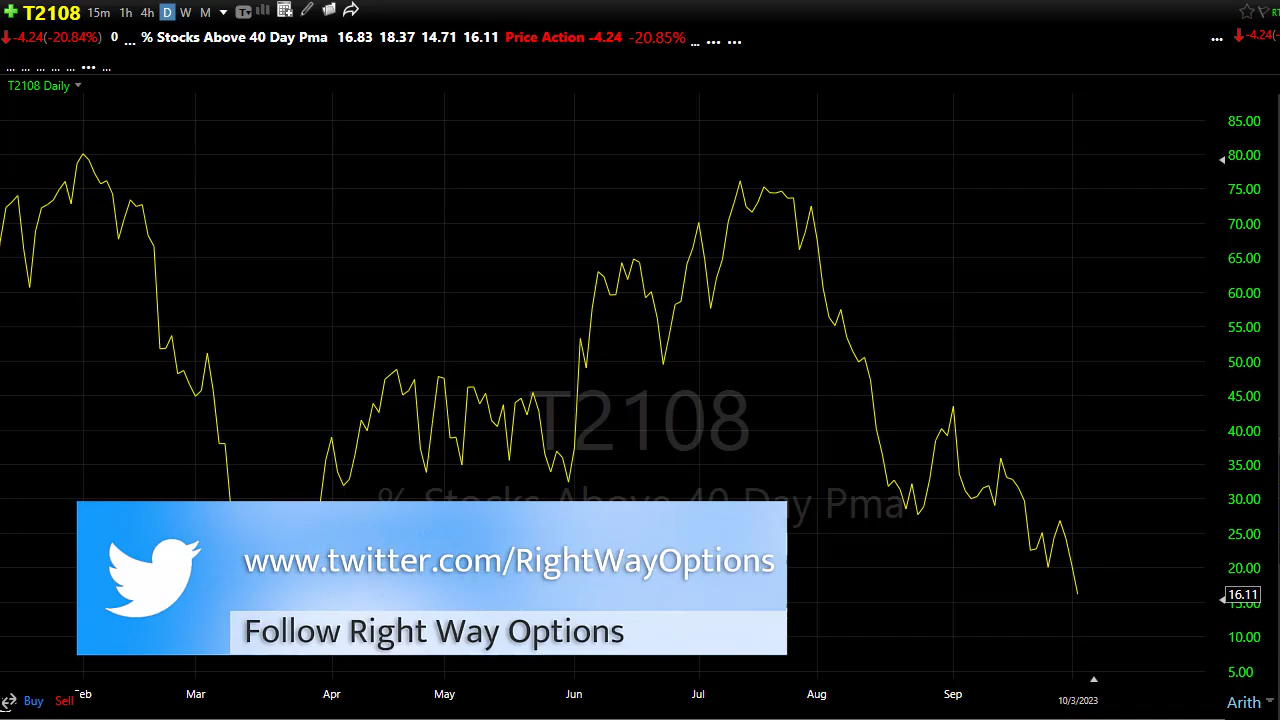 T2108 15m 1h 4h D W M T
-4.24(-20.84%) 0 ... % Stocks Above 40 Day Pma 16.83 18.37 14.71 16.11 Price Action -4.24 -20.85% ... ... ... ... -4.24(-
... ... ... ... ... ... ...
T2108 Daily
85.00
80.00
75.00
70.00
65.00
60.00
55.00
50.00
45.00
40.00
35.00
30.00
25.00
20.00
16.11
15.00
10.00
5.00
T2108
% Stocks Above 40 Day Pma
www.twitter.com/RightWayOptions
Follow Right Way Options
eb Mar Apr May Jun Jul Aug Sep 10/3/2023
Buy Sell Arith